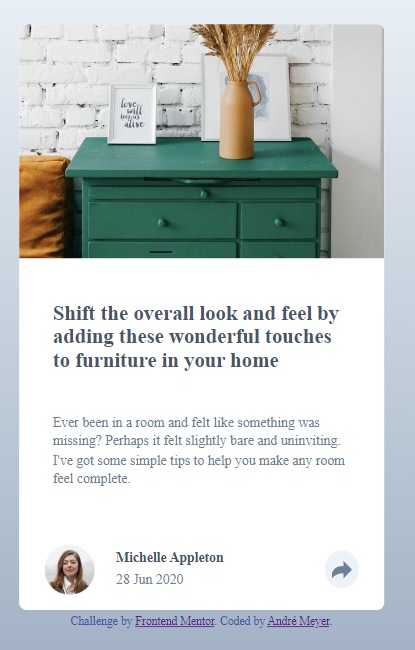 love
will
keep us
alive
Shift the overall look and feel by
adding these wonderful touches
to furniture in your home
Ever been in a room and felt like something was
missing? Perhaps it felt slightly bare and uninviting.
I've got some simple tips to help you make any room
feel complete.
Michelle Appleton
28 Jun 2020
Challenge by Frontend Mentor. Coded by André Meyer.